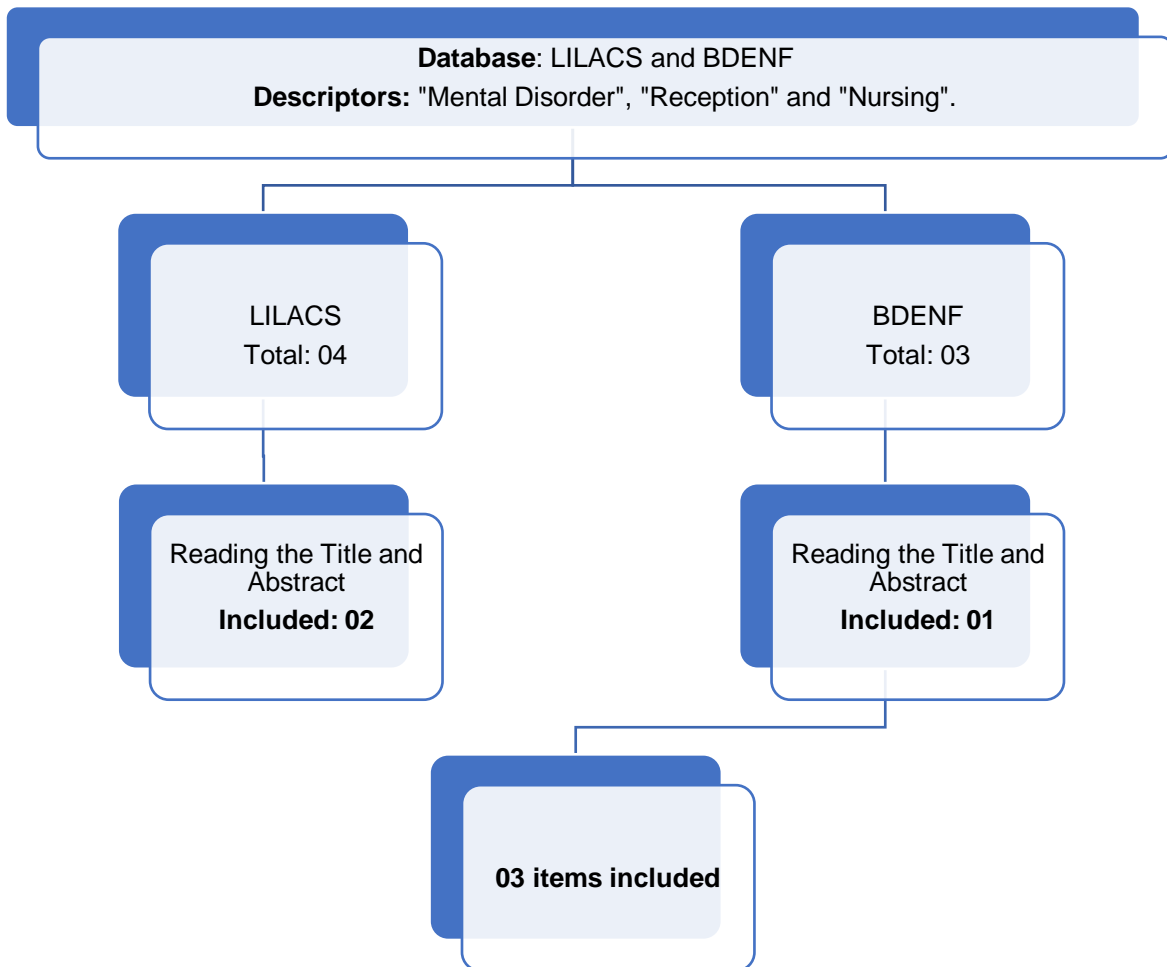 Database: LILACS and BDENF
Descriptors: "Mental Disorder", "Reception" and "Nursing".
LILACS
Total: 04
BDENF
Total: 03
Reading the Title and
Abstract
Included: 02
Reading the Title and
Abstract
Included: 01
03 items included